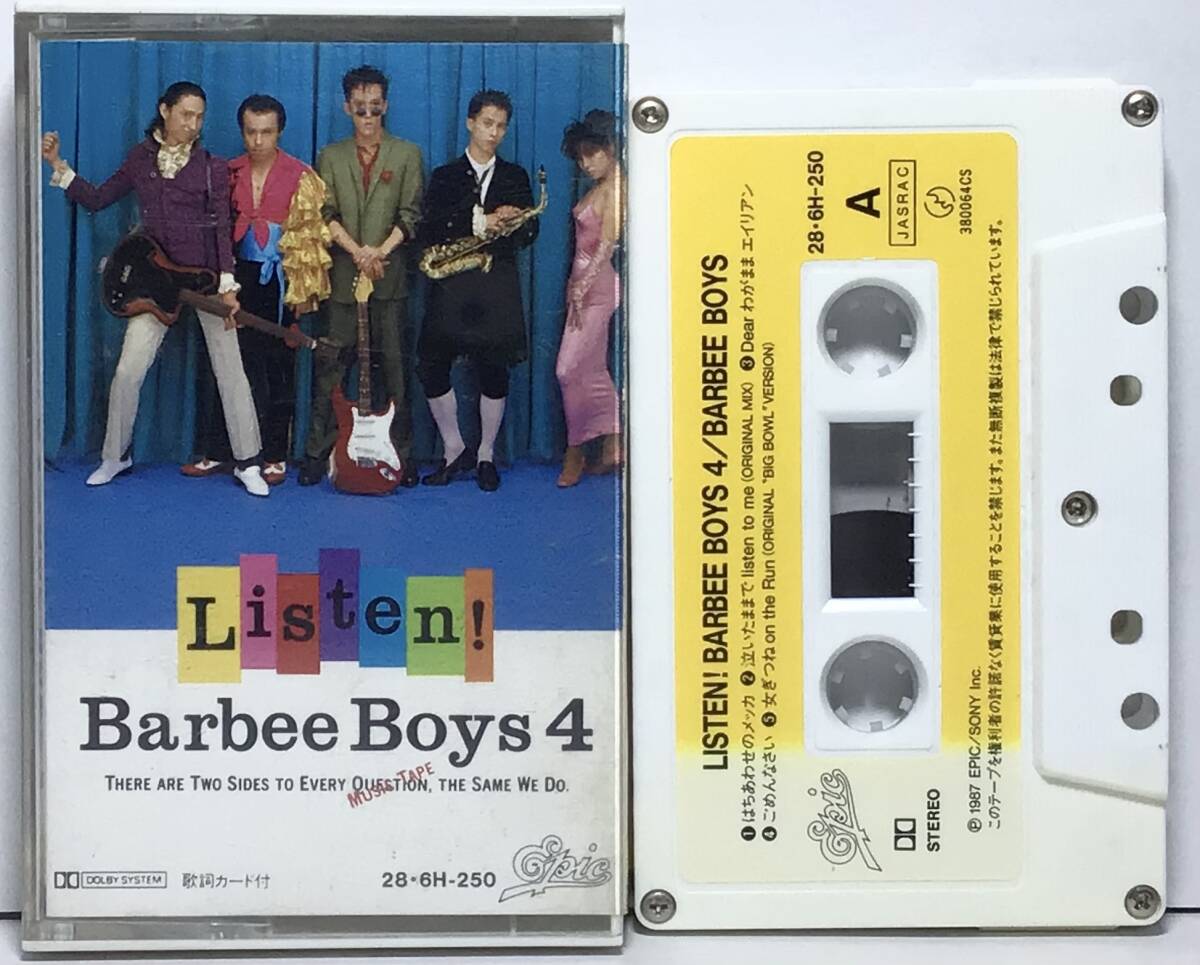 Listen!
Barbee Boys 4
THERE ARE TWO SIDES TO EVERY QUESTION, THE SAME WE DO.
MUSIC TAPE
DOLBY SYSTEM 歌詞カード付 28・6H-250
Epic
LISTEN! BARBEE BOYS 4/BARBEE BOYS
❶はちあわせのメッカ ❷泣いたままで listen to me (ORIGINAL MIX) ❸Dear わがまま エイリアン
❹ごめんなさい ❺女ぎつね on the Run (ORIGINAL "BIG BOWL" VERSION)
28・6H-250
A
JASRAC
380064CS
Epic
STEREO
Ⓟ1987 EPIC/SONY Inc.
このテープを権利者の許諾なく賃貸業に使用することを禁じます。また無断複製は法律で禁じられています。